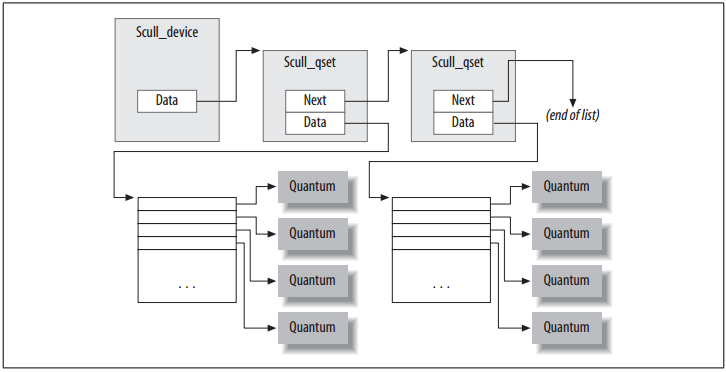 Scull_device
Scull_qset
Scull_qset
Data
Next
Data
Next
Data
(end of list)
Quantum
Quantum
Quantum
Quantum
. . .
Quantum
Quantum
Quantum
Quantum
. . .